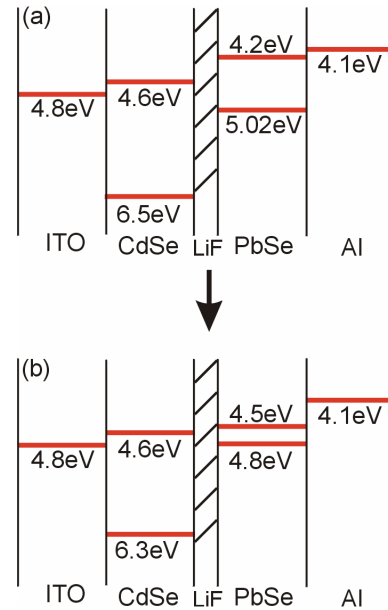 (a)
4.2eV
4.1eV
4.8eV
4.6eV
5.02eV
6.5eV
ITO
CdSe
LiF
PbSe
Al
(b)
4.5eV
4.1eV
4.8eV
4.6eV
4.8eV
6.3eV
ITO
CdSe
LiF
PbSe
Al